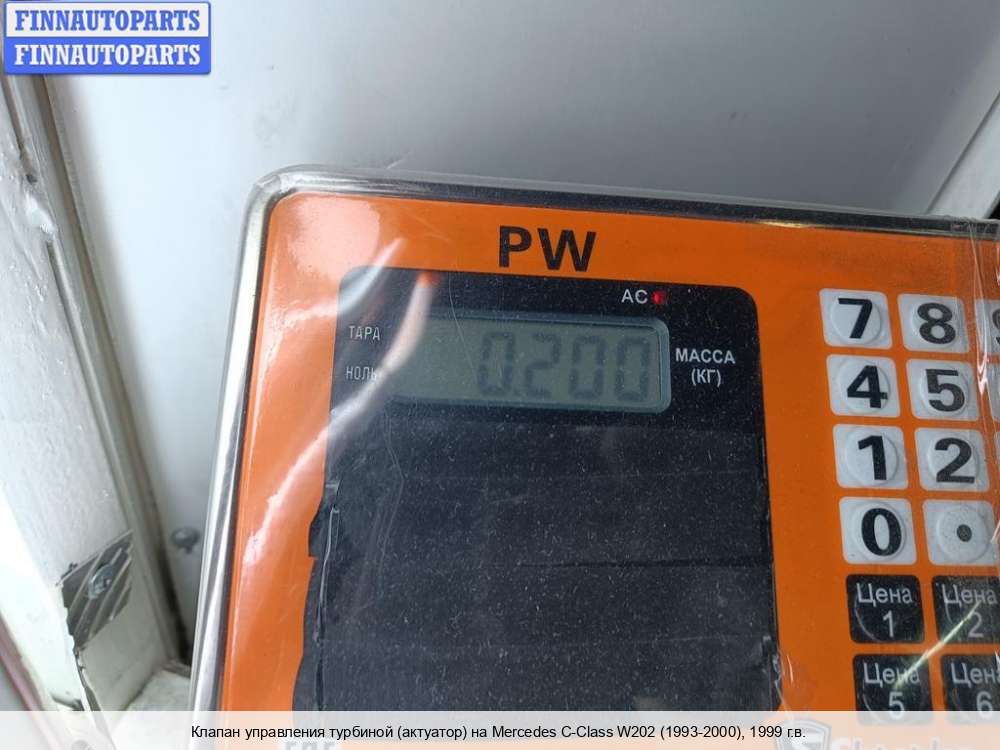 FINNAUTOPARTS
FINNAUTOPARTS
PW
AC
ТАРА
НОЛЬ
0.200
МАССА
(КГ)
7 8
4 5
1 2
0 .
Цена 1
Цена 2
Цена 5
Цена 6
Клапан управления турбиной (актуатор) на Mercedes C-Class W202 (1993-2000), 1999 г.в.